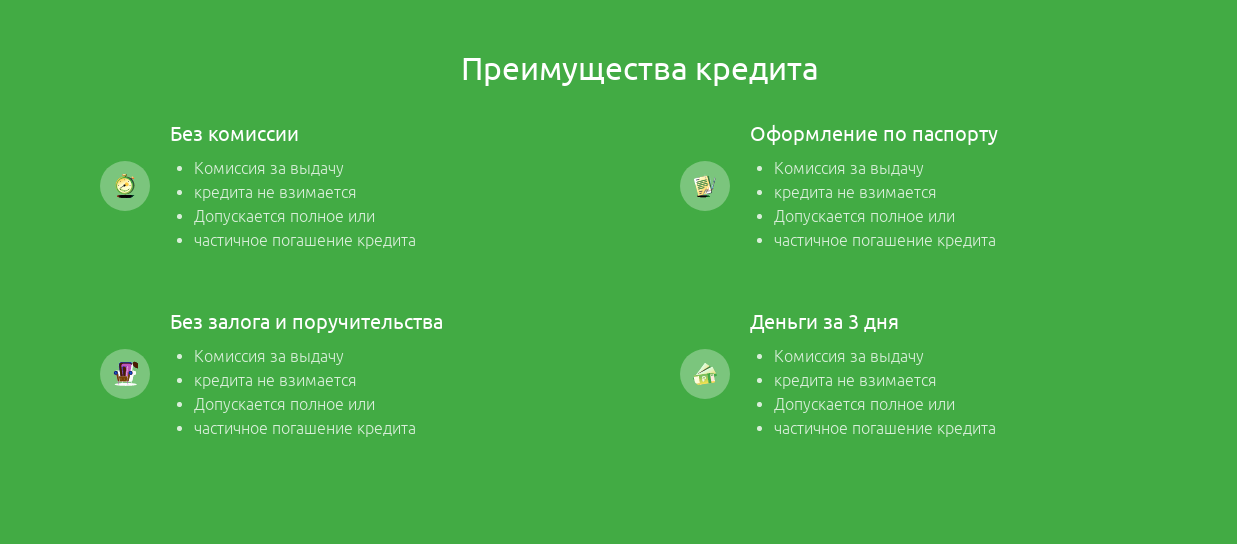 Преимущества кредита
Без комиссии
Комиссия за выдачу
кредита не взимается
Допускается полное или
частичное погашение кредита
Оформление по паспорту
Комиссия за выдачу
кредита не взимается
Допускается полное или
частичное погашение кредита
Без залога и поручительства
Комиссия за выдачу
кредита не взимается
Допускается полное или
частичное погашение кредита
Деньги за 3 дня
Комиссия за выдачу
кредита не взимается
Допускается полное или
частичное погашение кредита